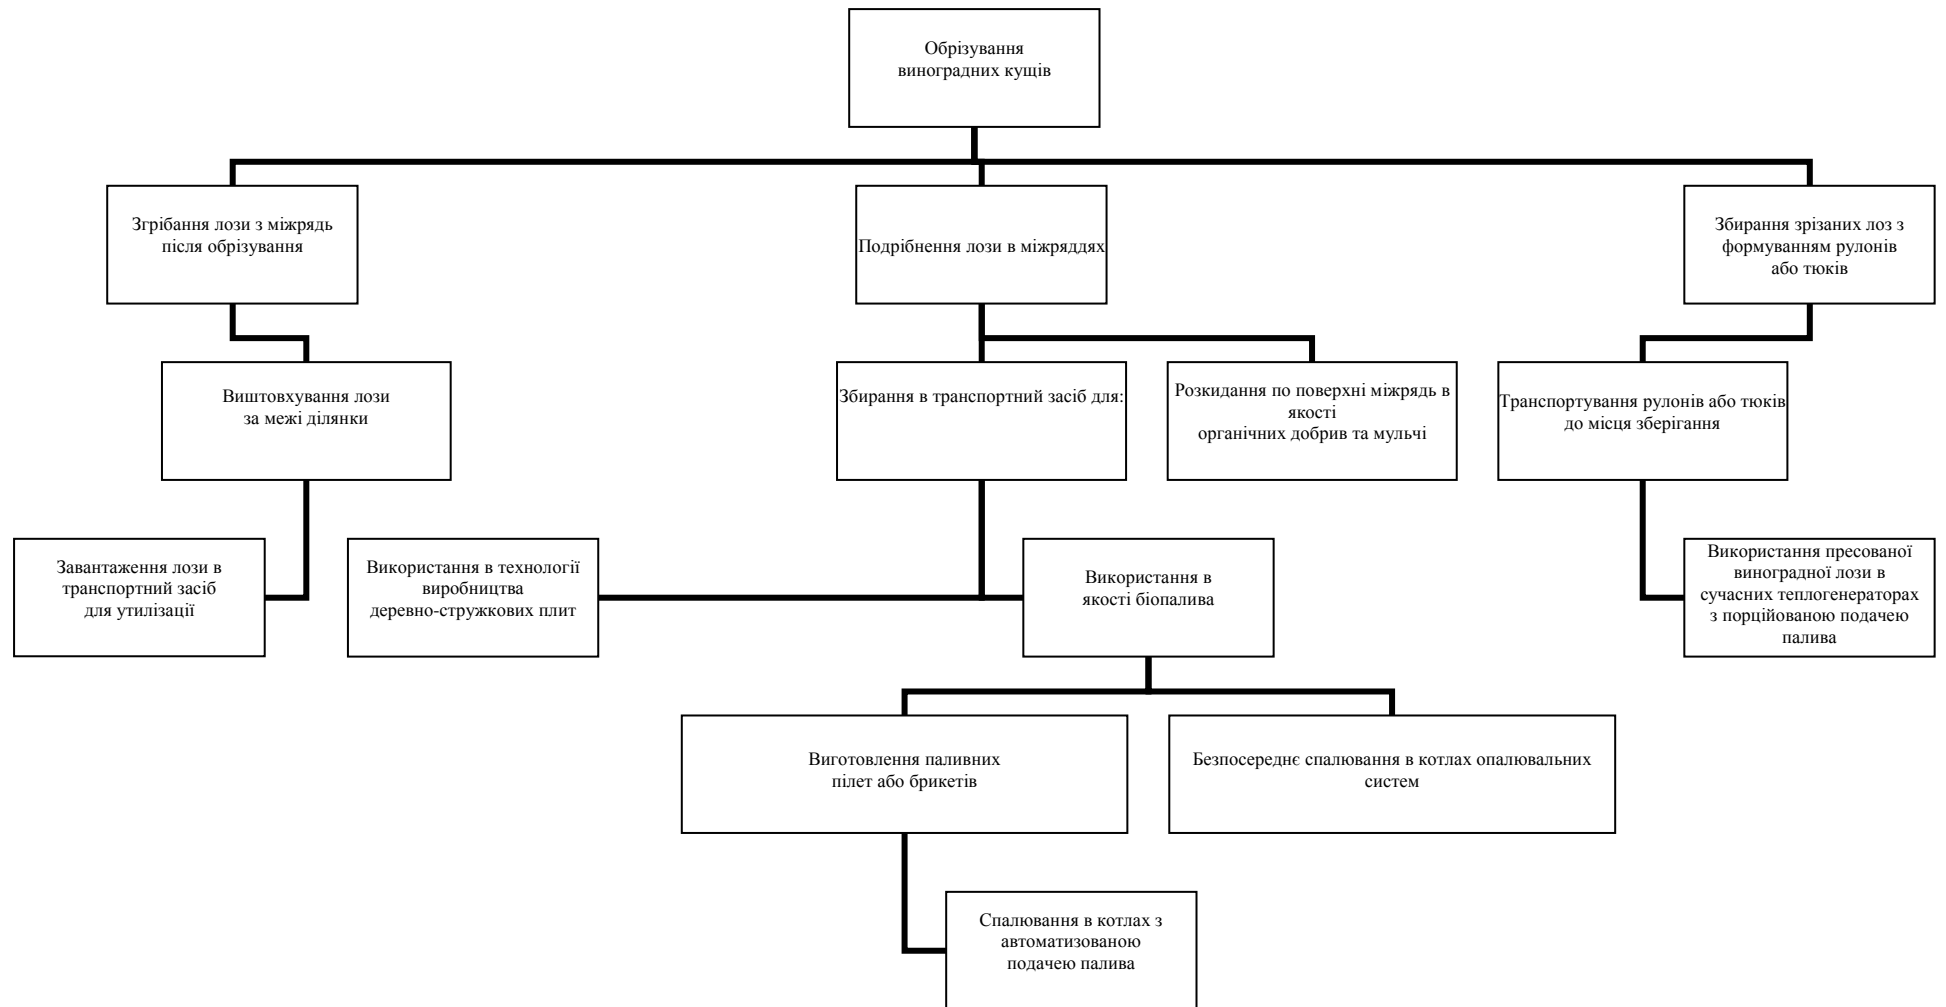 Обрізування
виноградних кущів
Згрібання лози з міжрядь
після обрізування
Подрібнення лози в міжряддях
Збирання зрізаних лоз з
формуванням рулонів
або тюків
Виштовхування лози
за межі ділянки
Збирання в транспортний засіб для:
Розкидання по поверхні міжрядь в
якості
органічних добрив та мульчі
Транспортування рулонів або тюків
до місця зберігання
Завантаження лози в
транспортний засіб
для утилізації
Використання в технології
виробництва
деревно-стружкових плит
Використання в
якості біопалива
Використання пресованої
виноградної лози в
сучасних теплогенераторах
з порційованою подачею
палива
Виготовлення паливних
пілет або брикетів
Безпосереднє спалювання в котлах опалювальних
систем
Спалювання в котлах з
автоматизованою
подачею палива